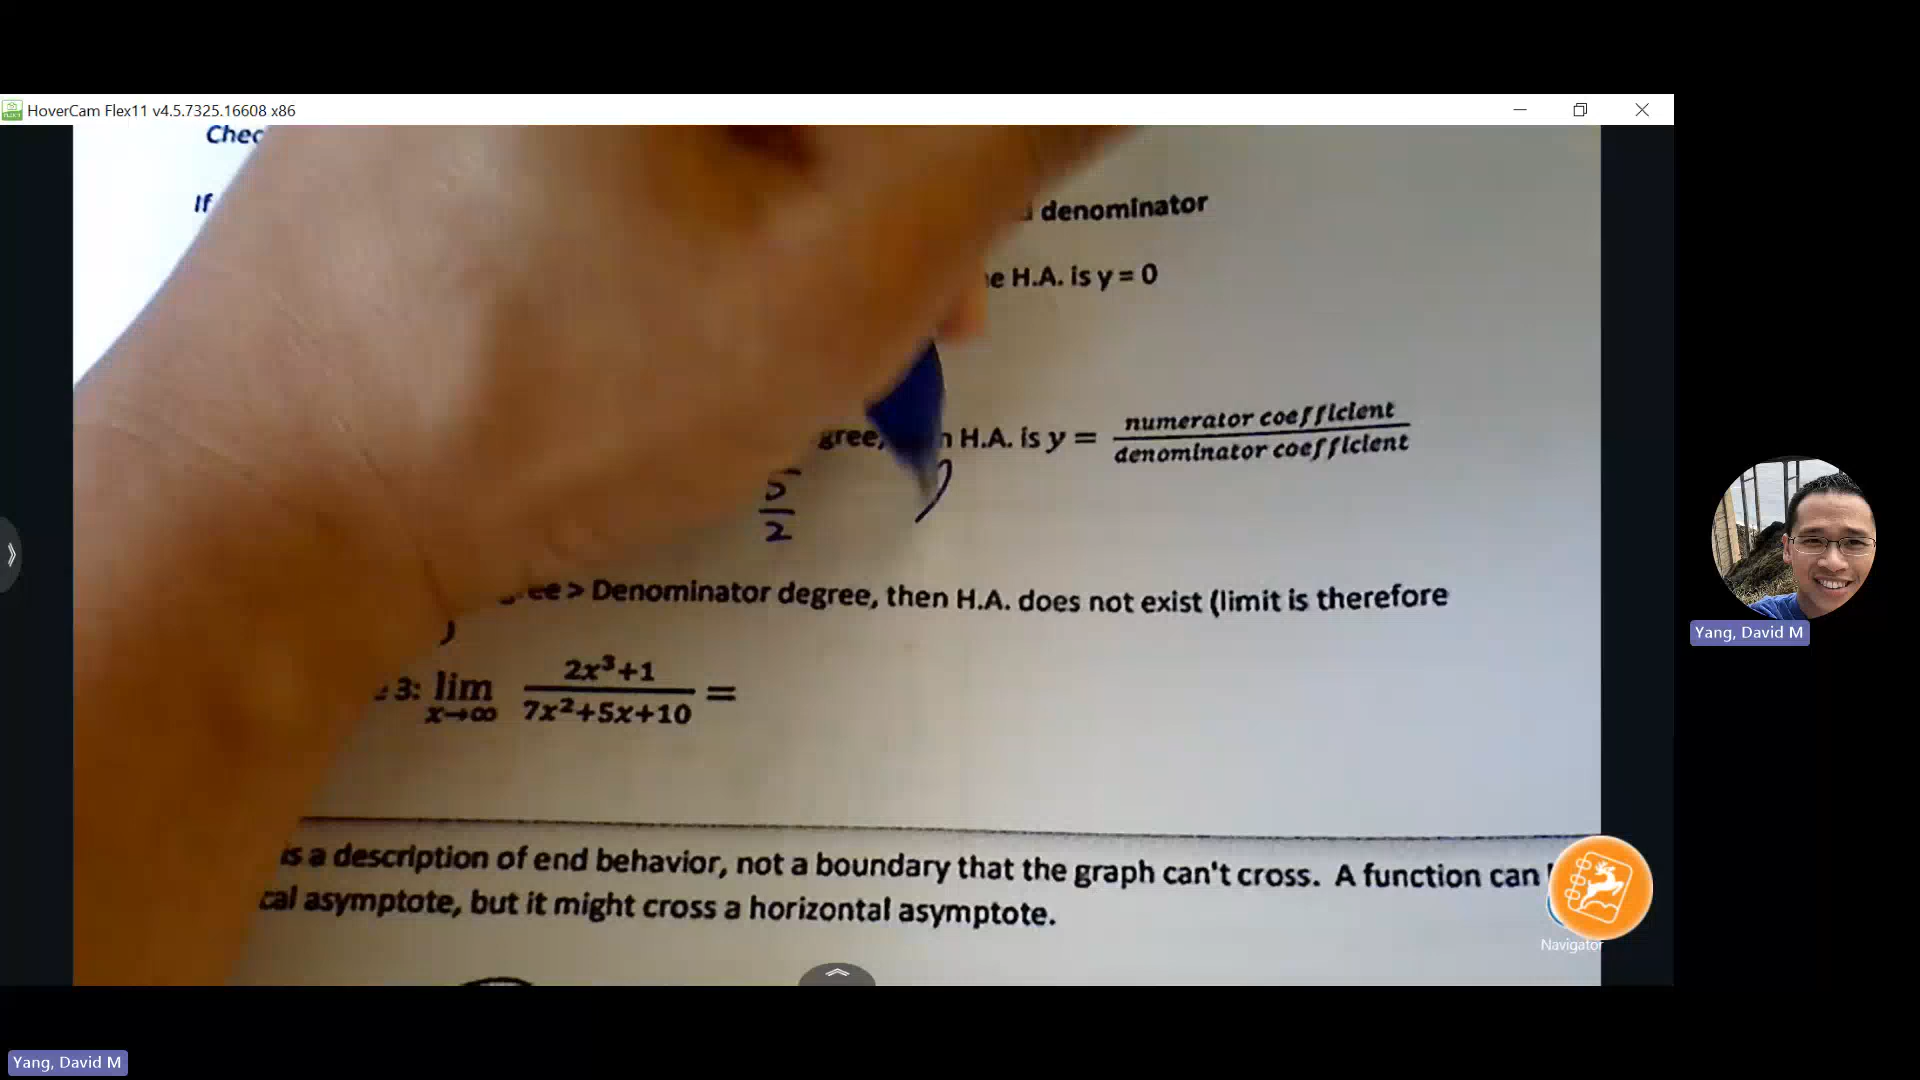 HoverCam Flex11 v4.5.7325.16608 x86
Chec
If denominator
H.A. is y = 0
gree, H.A. is y = numerator coefficient / denominator coefficient
5/2
> Denominator degree, then H.A. does not exist (limit is therefore
)
3: lim x→∞ 2x³+1 / 7x²+5x+10 =
is a description of end behavior, not a boundary that the graph can't cross. A function can
cal asymptote, but it might cross a horizontal asymptote.
Navigator
Yang, David M
Yang, David M